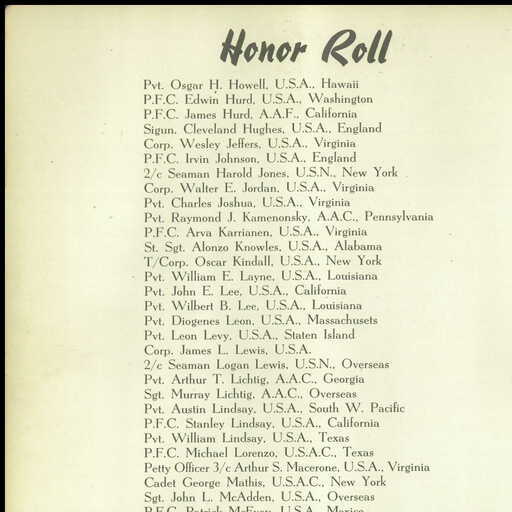 Honor Roll
Pvt. Osgar H. Howell, U.S.A., Hawaii
P.F.C. Edwin Hurd, U.S.A., Washington
P.F.C. James Hurd, A.A.F., California
Sigun. Cleveland Hughes, U.S.A., England
Corp. Wesley Jeffers, U.S.A., Virginia
P.F.C. Irvin Johnson, U.S.A., England
2/c Seaman Harold Jones, U.S.N., New York
Corp. Walter E. Jordan, U.S.A., Virginia
Pvt. Charles Joshua, U.S.A., Virginia
Pvt. Raymond J. Kamenonsky, A.A.C., Pennsylvania
P.F.C. Arva Karrianen, U.S.A., Virginia
St. Sgt. Alonzo Knowles, U.S.A., Alabama
T/Corp. Oscar Kindall, U.S.A., New York
Pvt. William E. Layne, U.S.A., Louisiana
Pvt. John E. Lee, U.S.A., California
Pvt. Wilbert B. Lee, U.S.A., Louisiana
Pvt. Diogenes Leon, U.S.A., Massachusets
Pvt. Leon Levy, U.S.A., Staten Island
Corp. James L. Lewis, U.S.A.
2/c Seaman Logan Lewis, U.S.N., Overseas
Pvt. Arthur T. Lichtig, A.A.C., Georgia
Sgt. Murray Lichtig, A.A.C., Overseas
Pvt. Austin Lindsay, U.S.A., South W. Pacific
P.F.C. Stanley Lindsay, U.S.A., California
Pvt. William Lindsay, U.S.A., Texas
P.F.C. Michael Lorenzo, U.S.A.C., Texas
Petty Officer 3/c Arthur S. Macerone, U.S.A., Virginia
Cadet George Mathis, U.S.A.C., New York
Sgt. John L. McAdden, U.S.A., Overseas
P.F.C. Patrick McEvoy, U.S.A., Mexico